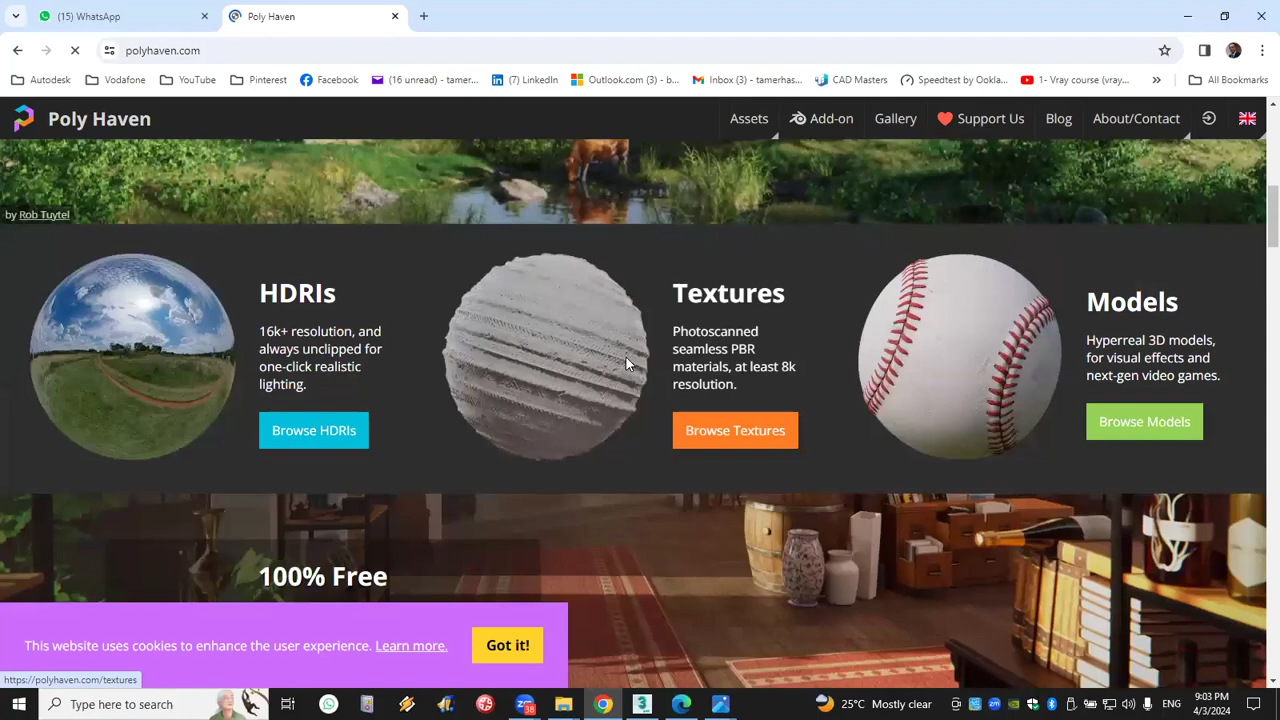 (15) WhatsApp
Poly Haven
polyhaven.com
Autodesk
Vodafone
YouTube
Pinterest
Facebook
(16 unread) - tamer...
(7) LinkedIn
Outlook.com (3) - b...
Inbox (3) - tamerhas...
CAD Masters
Speedtest by Ookla...
1- Vray course (vray...
All Bookmarks
Poly Haven
Assets
Add-on
Gallery
Support Us
Blog
About/Contact
by Rob Tuytel
HDRIs
16k+ resolution, and
always unclipped for
one-click realistic
lighting.
Browse HDRIs
Textures
Photoscanned
seamless PBR
materials, at least 8k
resolution.
Browse Textures
Models
Hyperreal 3D models,
for visual effects and
next-gen video games.
Browse Models
100% Free
This website uses cookies to enhance the user experience. Learn more.
Got it!
https://polyhaven.com/textures
Type here to search
25°C Mostly clear
ENG
9:03 PM
4/3/2024